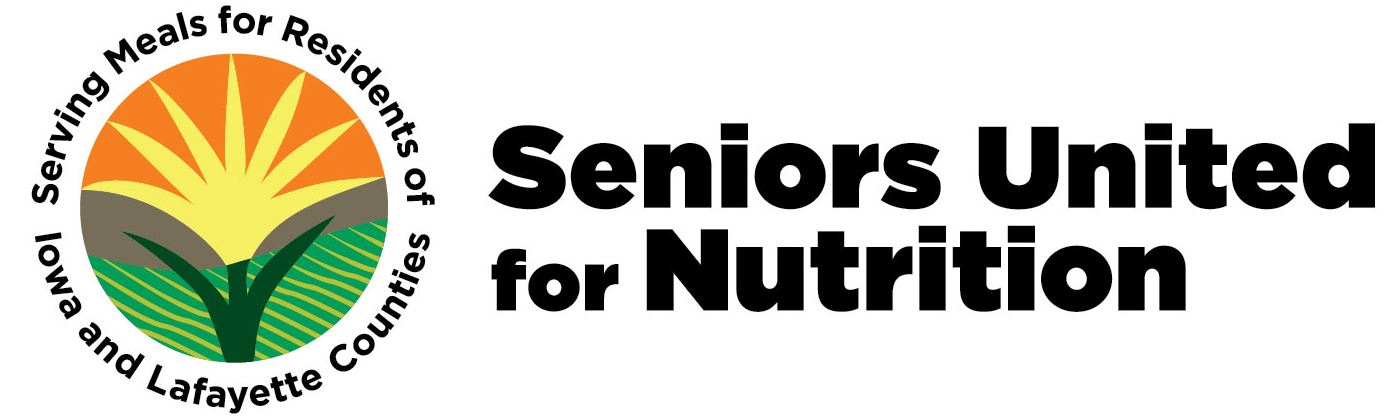 Serving Meals for Residents of
Iowa and Lafayette Counties
Seniors United
for Nutrition